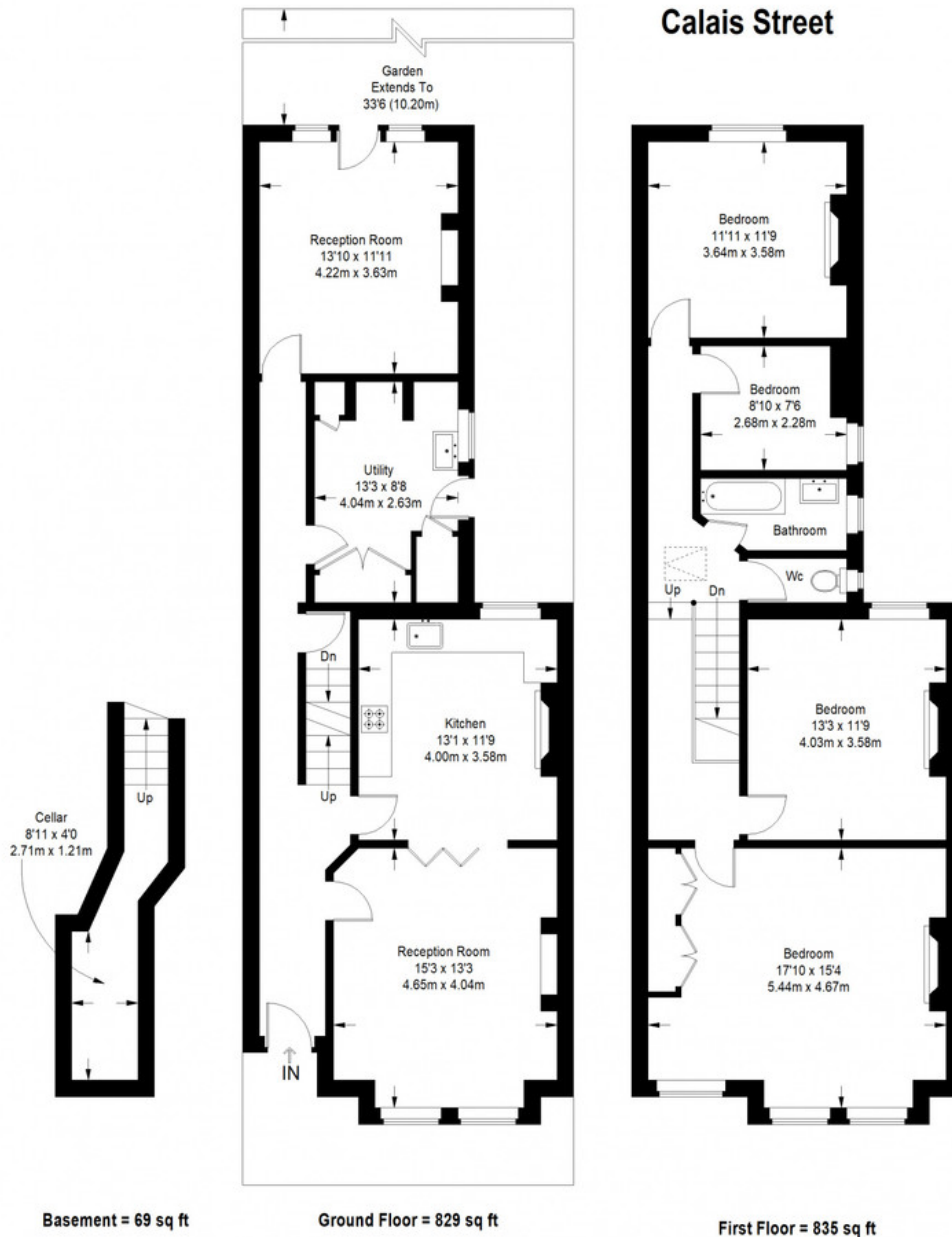 Calais Street
Garden
Extends To
33'6 (10.20m)
Reception Room
13'10 x 11'11
4.22m x 3.63m
Utility
13'3 x 8'8
4.04m x 2.63m
Dn
Up
Kitchen
13'1 x 11'9
4.00m x 3.58m
Reception Room
15'3 x 13'3
4.65m x 4.04m
IN
Up
Cellar
8'11 x 4'0
2.71m x 1.21m
Bedroom
11'11 x 11'9
3.64m x 3.58m
Bedroom
8'10 x 7'6
2.68m x 2.28m
Bathroom
Wc
Up
Dn
Bedroom
13'3 x 11'9
4.03m x 3.58m
Bedroom
17'10 x 15'4
5.44m x 4.67m
Basement = 69 sq ft
Ground Floor = 829 sq ft
First Floor = 835 sq ft